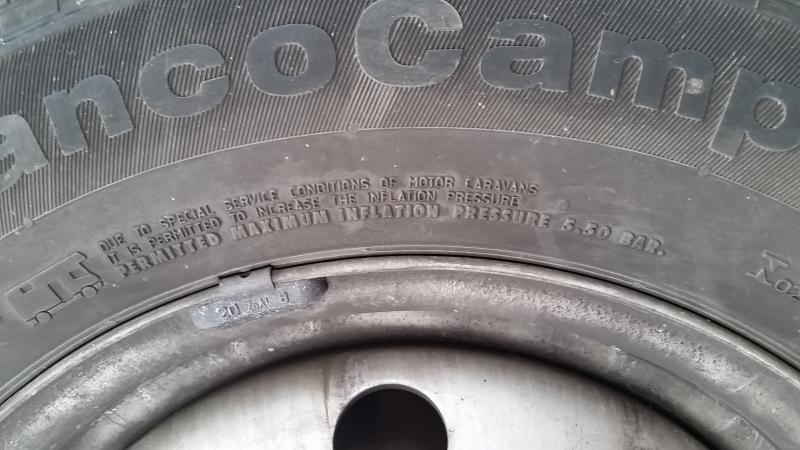 ancoCamp
DUE TO SPECIAL SERVICE CONDITIONS OF MOTOR CARAVANS
IT IS PERMITTED TO INCREASE THE INFLATION PRESSURE
PERMITTED MAXIMUM INFLATION PRESSURE 5.50 BAR.
20